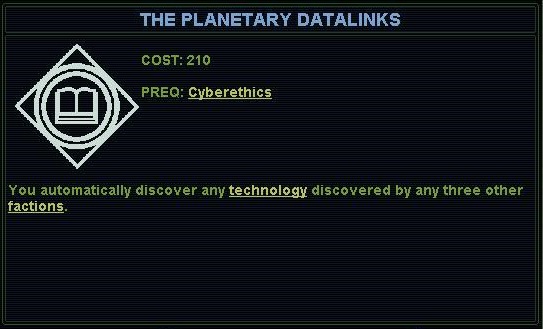 THE PLANETARY DATALINKS
COST: 210
PREQ: Cyberethics
You automatically discover any technology discovered by any three other
factions.